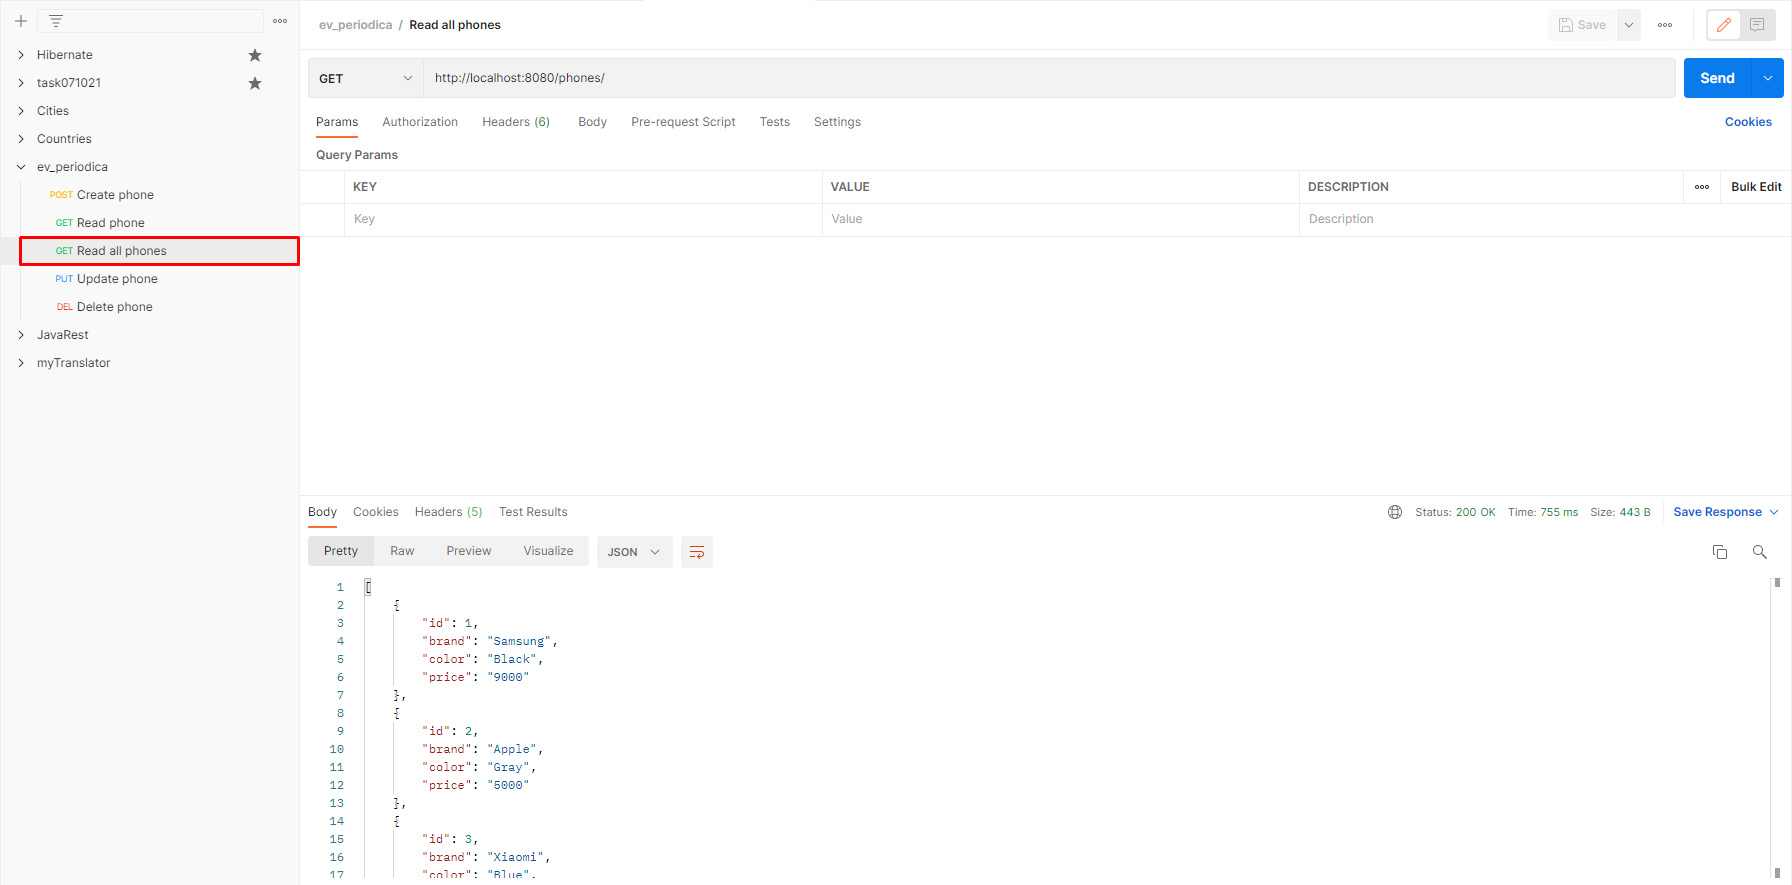 Hibernate
task071021
Cities
Countries
ev_periodica
POST Create phone
GET Read phone
GET Read all phones
PUT Update phone
DEL Delete phone
JavaRest
myTranslator
ev_periodica / Read all phones
Save
GET http://localhost:8080/phones/ Send
Params Authorization Headers (6) Body Pre-request Script Tests Settings Cookies
Query Params
KEY VALUE DESCRIPTION Bulk Edit
Key Value Description
Body Cookies Headers (5) Test Results Status: 200 OK Time: 755 ms Size: 443 B Save Response
Pretty Raw Preview Visualize JSON
1 [
2 {
3 "id": 1,
4 "brand": "Samsung",
5 "color": "Black",
6 "price": "9000"
7 },
8 {
9 "id": 2,
10 "brand": "Apple",
11 "color": "Gray",
12 "price": "5000"
13 },
14 {
15 "id": 3,
16 "brand": "Xiaomi",
17 "color": "Blue",